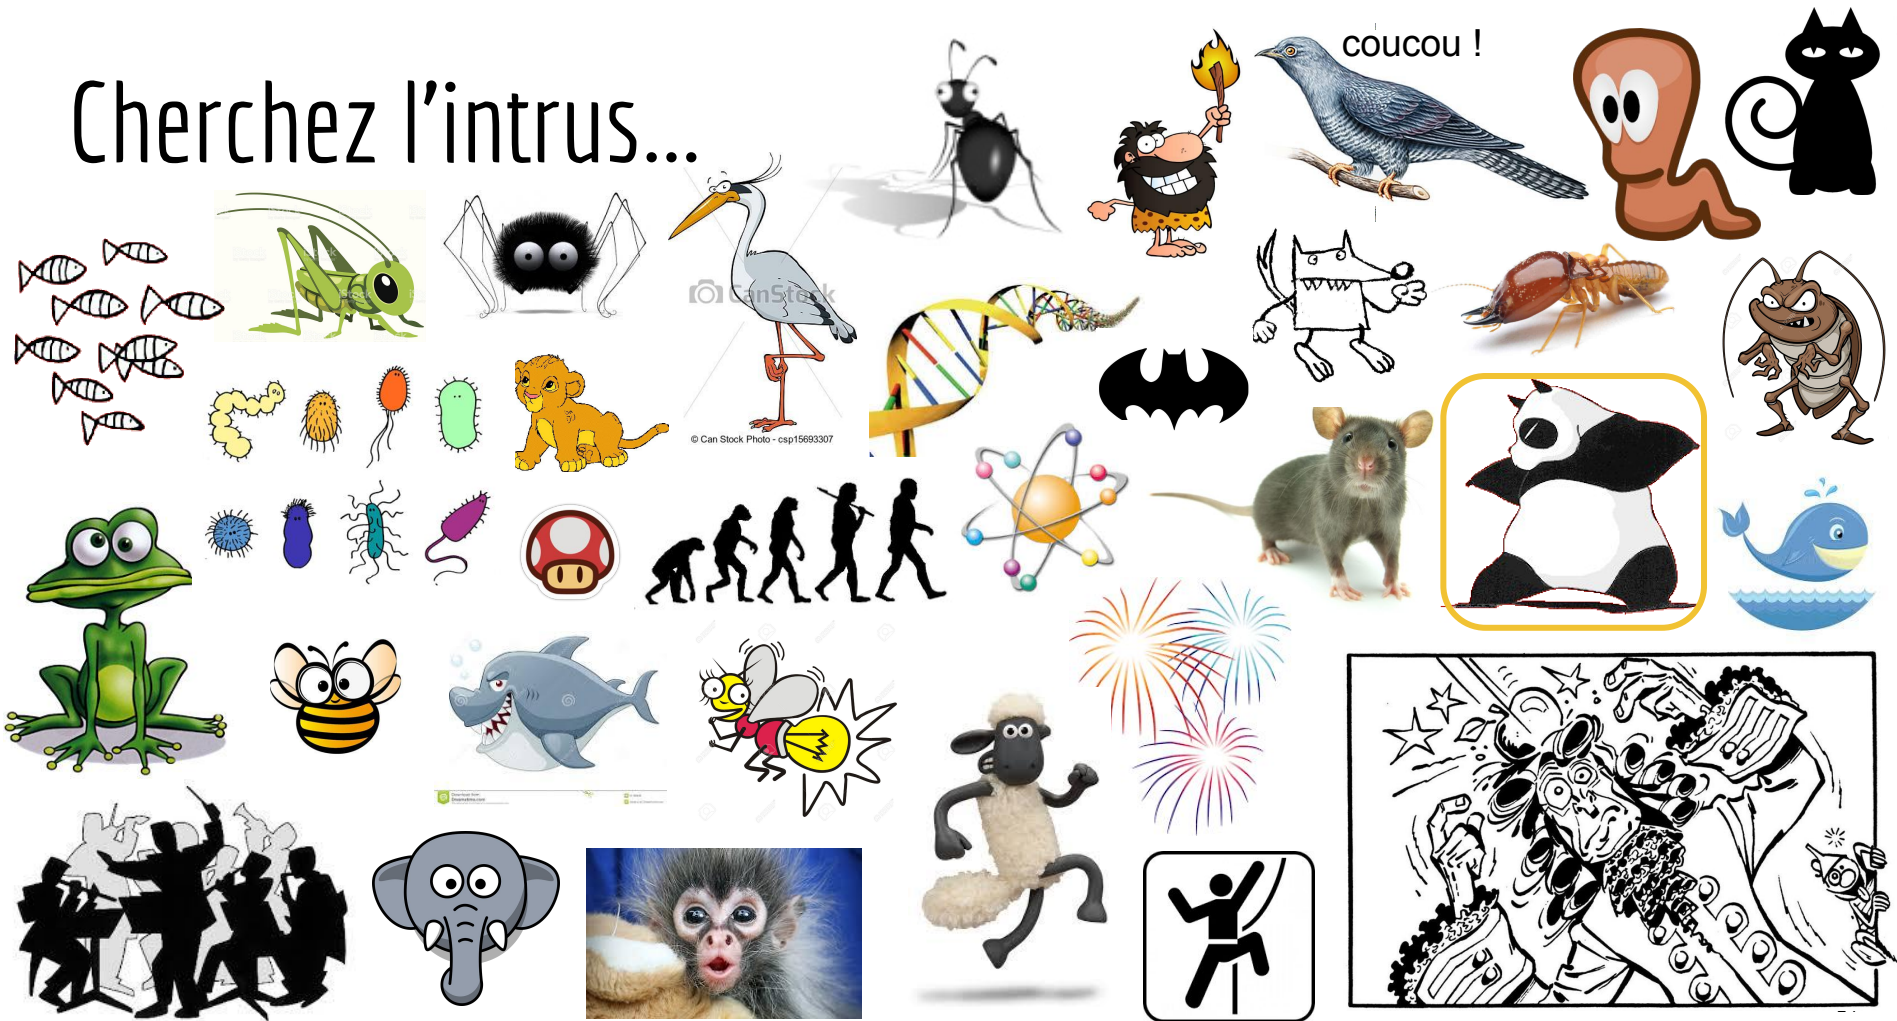 coucou !
Cherchez l'intrus...
CanStock
© Can Stock Photo - csp15693307